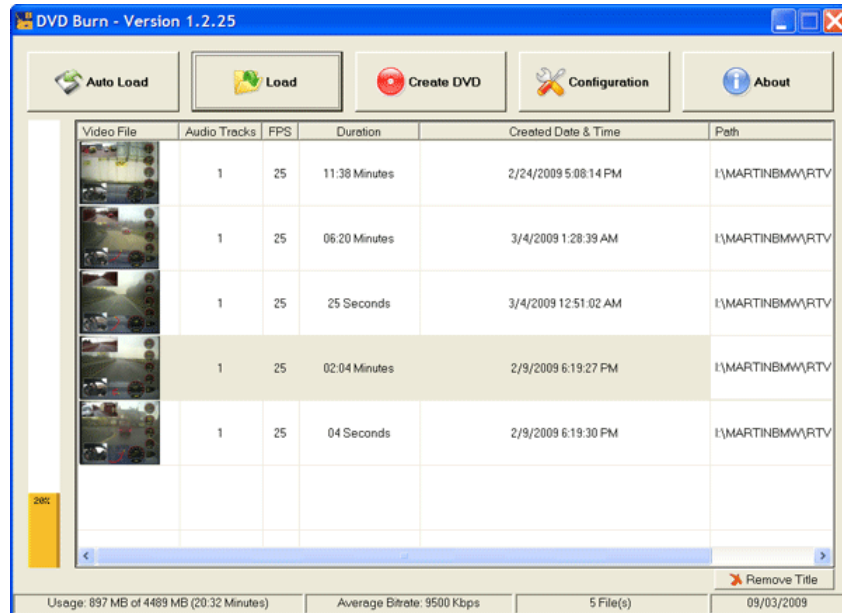 DVD Burn - Version 1.2.25
Auto Load Load Create DVD Configuration About
Video File Audio Tracks FPS Duration Created Date & Time Path
1 25 11:38 Minutes 2/24/2009 5:08:14 PM I:\MARTINBMW\RTV
1 25 06:20 Minutes 3/4/2009 1:28:39 AM I:\MARTINBMW\RTV
1 25 25 Seconds 3/4/2009 12:51:02 AM I:\MARTINBMW\RTV
1 25 02:04 Minutes 2/9/2009 6:19:27 PM I:\MARTINBMW\RTV
1 25 04 Seconds 2/9/2009 6:19:30 PM I:\MARTINBMW\RTV
20%
Remove Title
Usage: 897 MB of 4489 MB (20:32 Minutes) Average Bitrate: 9500 Kbps 5 File(s) 09/03/2009